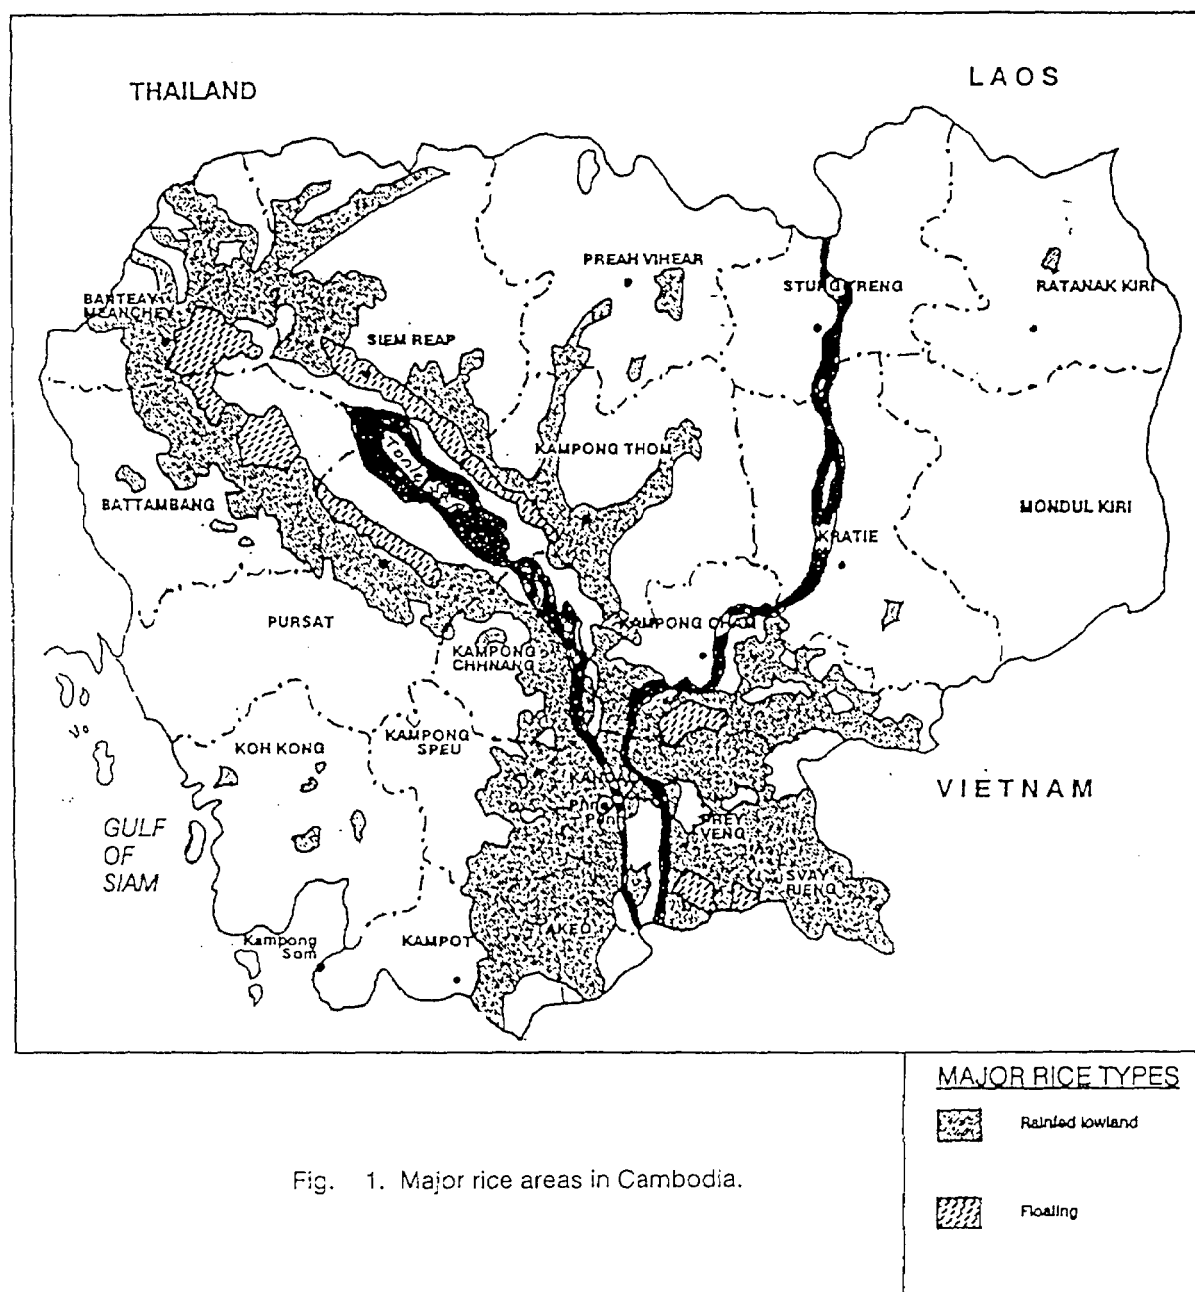 THAILAND
LAOS
PREAH VIHEAR
STUNG TRENG
RATANAK KIRI
BANTEAY
MEANCHEY
SIEM REAP
KAMPONG THOM
BATTAMBANG
MONDUL KIRI
KRATIE
PURSAT
KAMPONG CHAM
KAMPONG
CHHNANG
KAMPONG
SPEU
KOH KONG
VIETNAM
GULF
OF
SIAM
PREY
VENG
SVAY
RIENG
Kampong
Som
KAMPOT
AKEO
MAJOR RICE TYPES
Rainfed lowland
Fig. 1. Major rice areas in Cambodia.
Floating